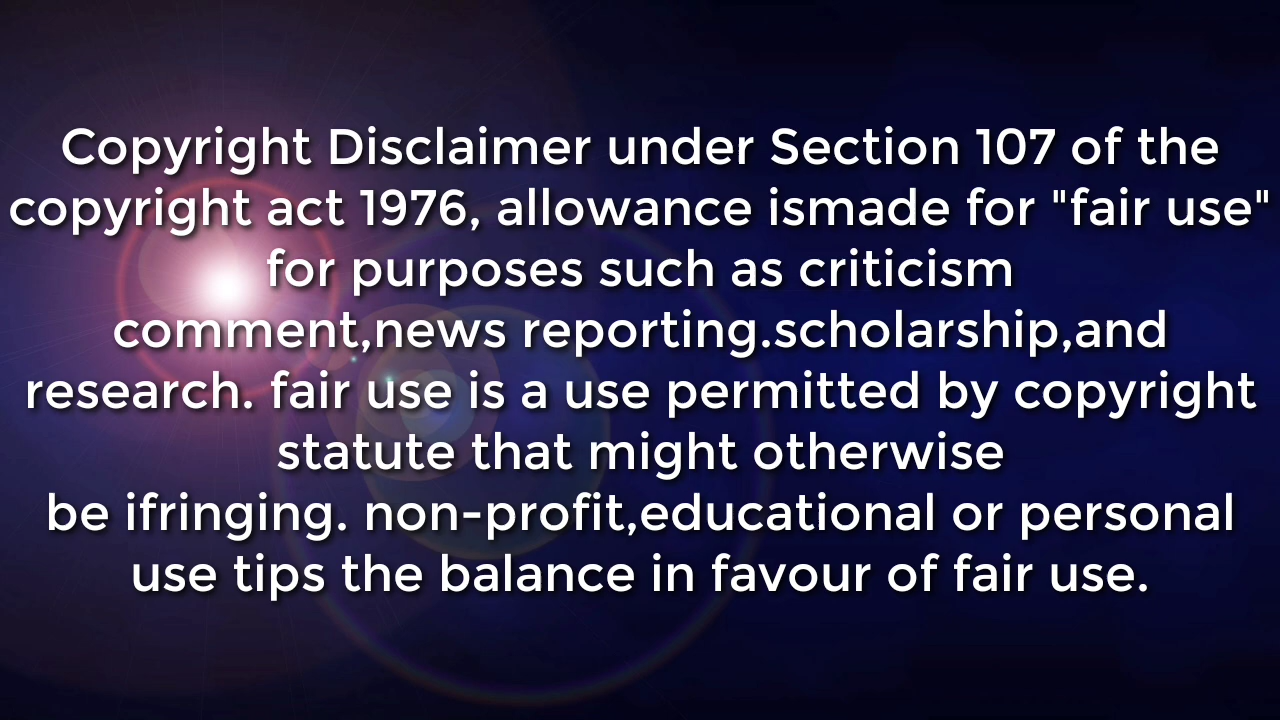 Copyright Disclaimer under Section 107 of the
copyright act 1976, allowance ismade for "fair use"
for purposes such as criticism
comment,news reporting.scholarship,and
research. fair use is a use permitted by copyright
statute that might otherwise
be ifringing. non-profit,educational or personal
use tips the balance in favour of fair use.